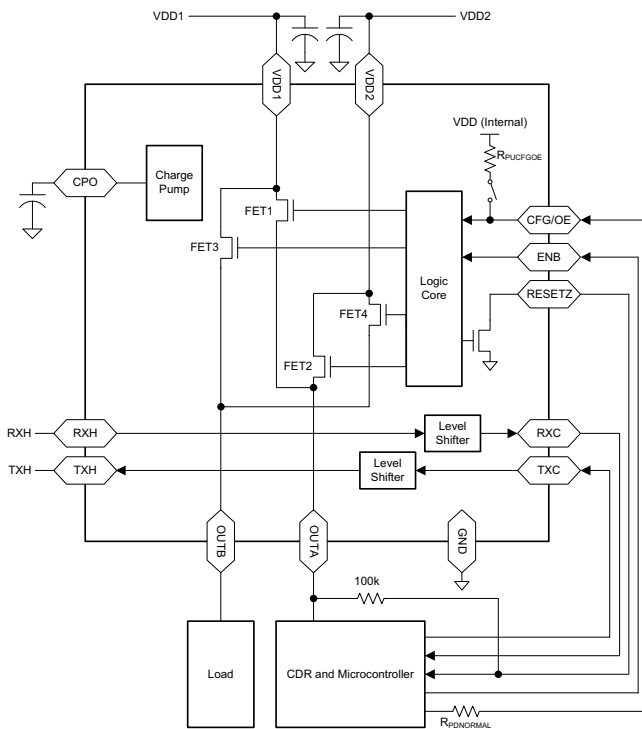 VDD1
VDD2
VDD1
VDD2
VDD (Internal)
RPUCFGOE
CPO
Charge
Pump
FET1
CFG/OE
FET3
ENB
Logic
Core
RESETZ
FET4
FET2
RXH
RXH
Level
Shifter
RXC
TXH
TXH
Level
Shifter
TXC
OUTB
OUTA
GND
100k
Load
CDR and Microcontroller
RPDNORMAL